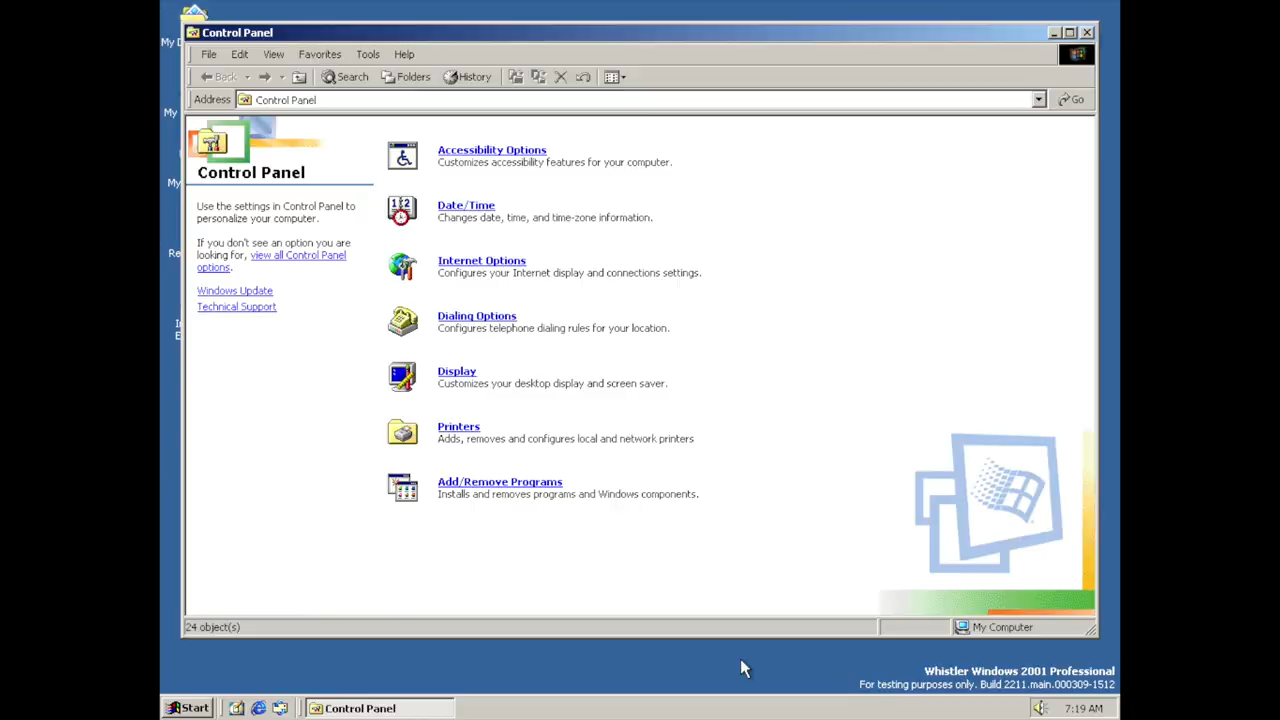 My D
Control Panel
File Edit View Favorites Tools Help
Back Search Folders History
Address Control Panel Go
My
My
Re
I
E
Control Panel
Use the settings in Control Panel to
personalize your computer.
If you don't see an option you are
looking for, view all Control Panel
options.
Windows Update
Technical Support
Accessibility Options
Customizes accessibility features for your computer.
Date/Time
Changes date, time, and time-zone information.
Internet Options
Configures your Internet display and connections settings.
Dialing Options
Configures telephone dialing rules for your location.
Display
Customizes your desktop display and screen saver.
Printers
Adds, removes and configures local and network printers
Add/Remove Programs
Installs and removes programs and Windows components.
24 object(s) My Computer
Whistler Windows 2001 Professional
For testing purposes only. Build 2211.main.000309-1512
Start Control Panel 7:19 AM